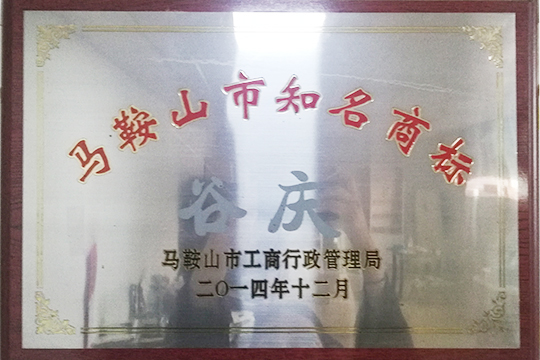 马鞍山市知名商标
谷庆
马鞍山市工商行政管理局
二〇一四年十二月